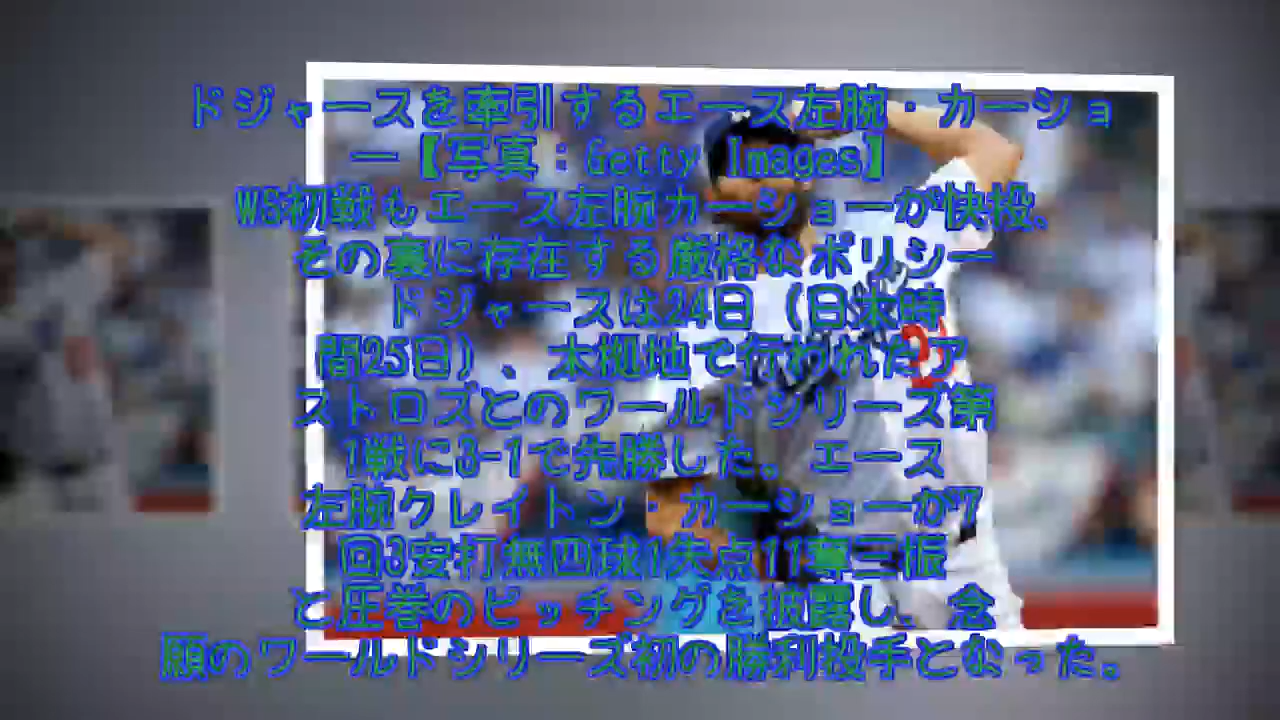 ドジャースを牽引するエース左腕・カーショ
ー【写真：Getty Images】
WS初戦もエース左腕カーショーが快投、
その裏に存在する厳格なポリシー
ドジャースは24日（日本時
間25日）、本拠地で行われたア
ストロズとのワールドシリーズ第
1戦に3-1で先勝した。エース
左腕クレイトン・カーショーが7
回3安打無四球1失点11奪三振
と圧巻のピッチングを披露し、念
願のワールドシリーズ初の勝利投手となった。